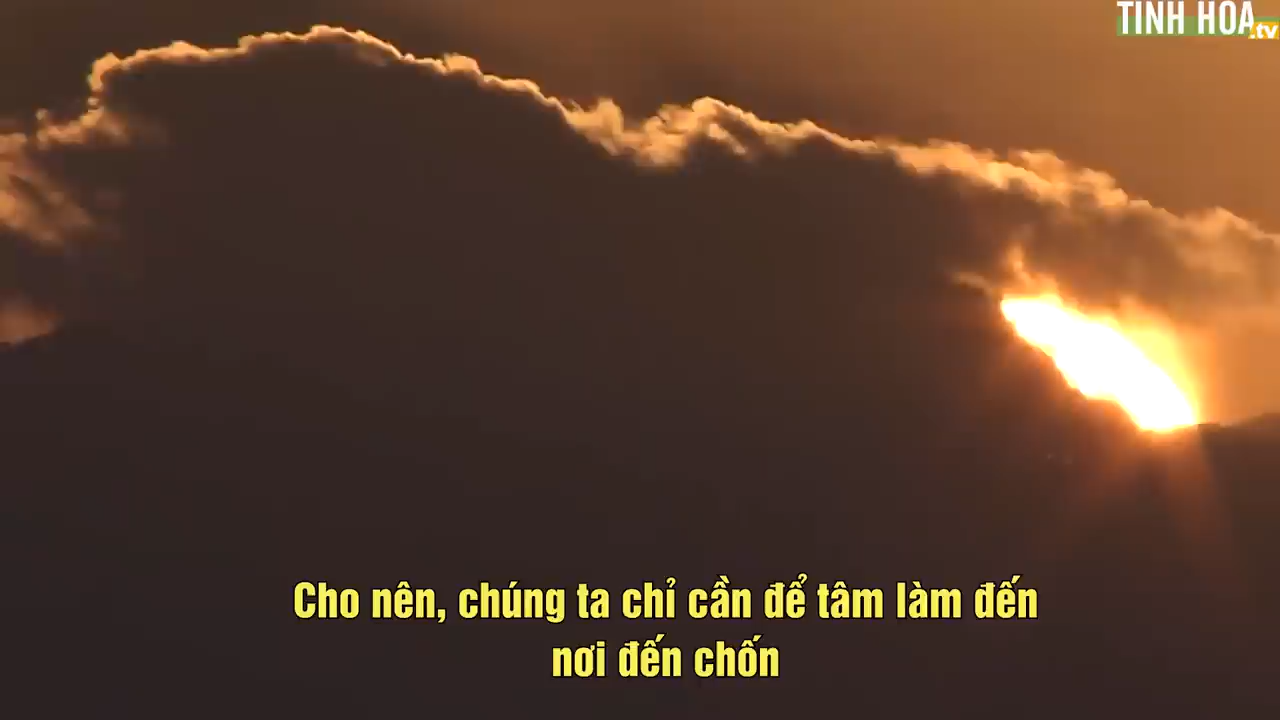 TINH HOA
.tv
Cho nên, chúng ta chỉ cần để tâm làm đến
nơi đến chốn